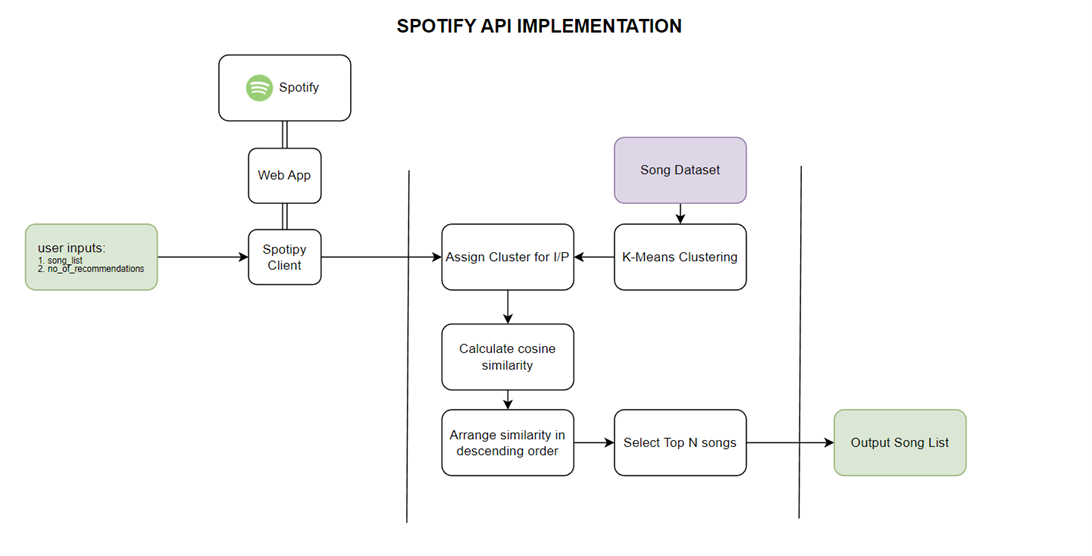 SPOTIFY API IMPLEMENTATION
Spotify
Web App
Song Dataset
user inputs:
1. song_list
2. no_of_recommendations
Spotipy
Client
Assign Cluster for I/P
K-Means Clustering
Calculate cosine
similarity
Arrange similarity in
descending order
Select Top N songs
Output Song List